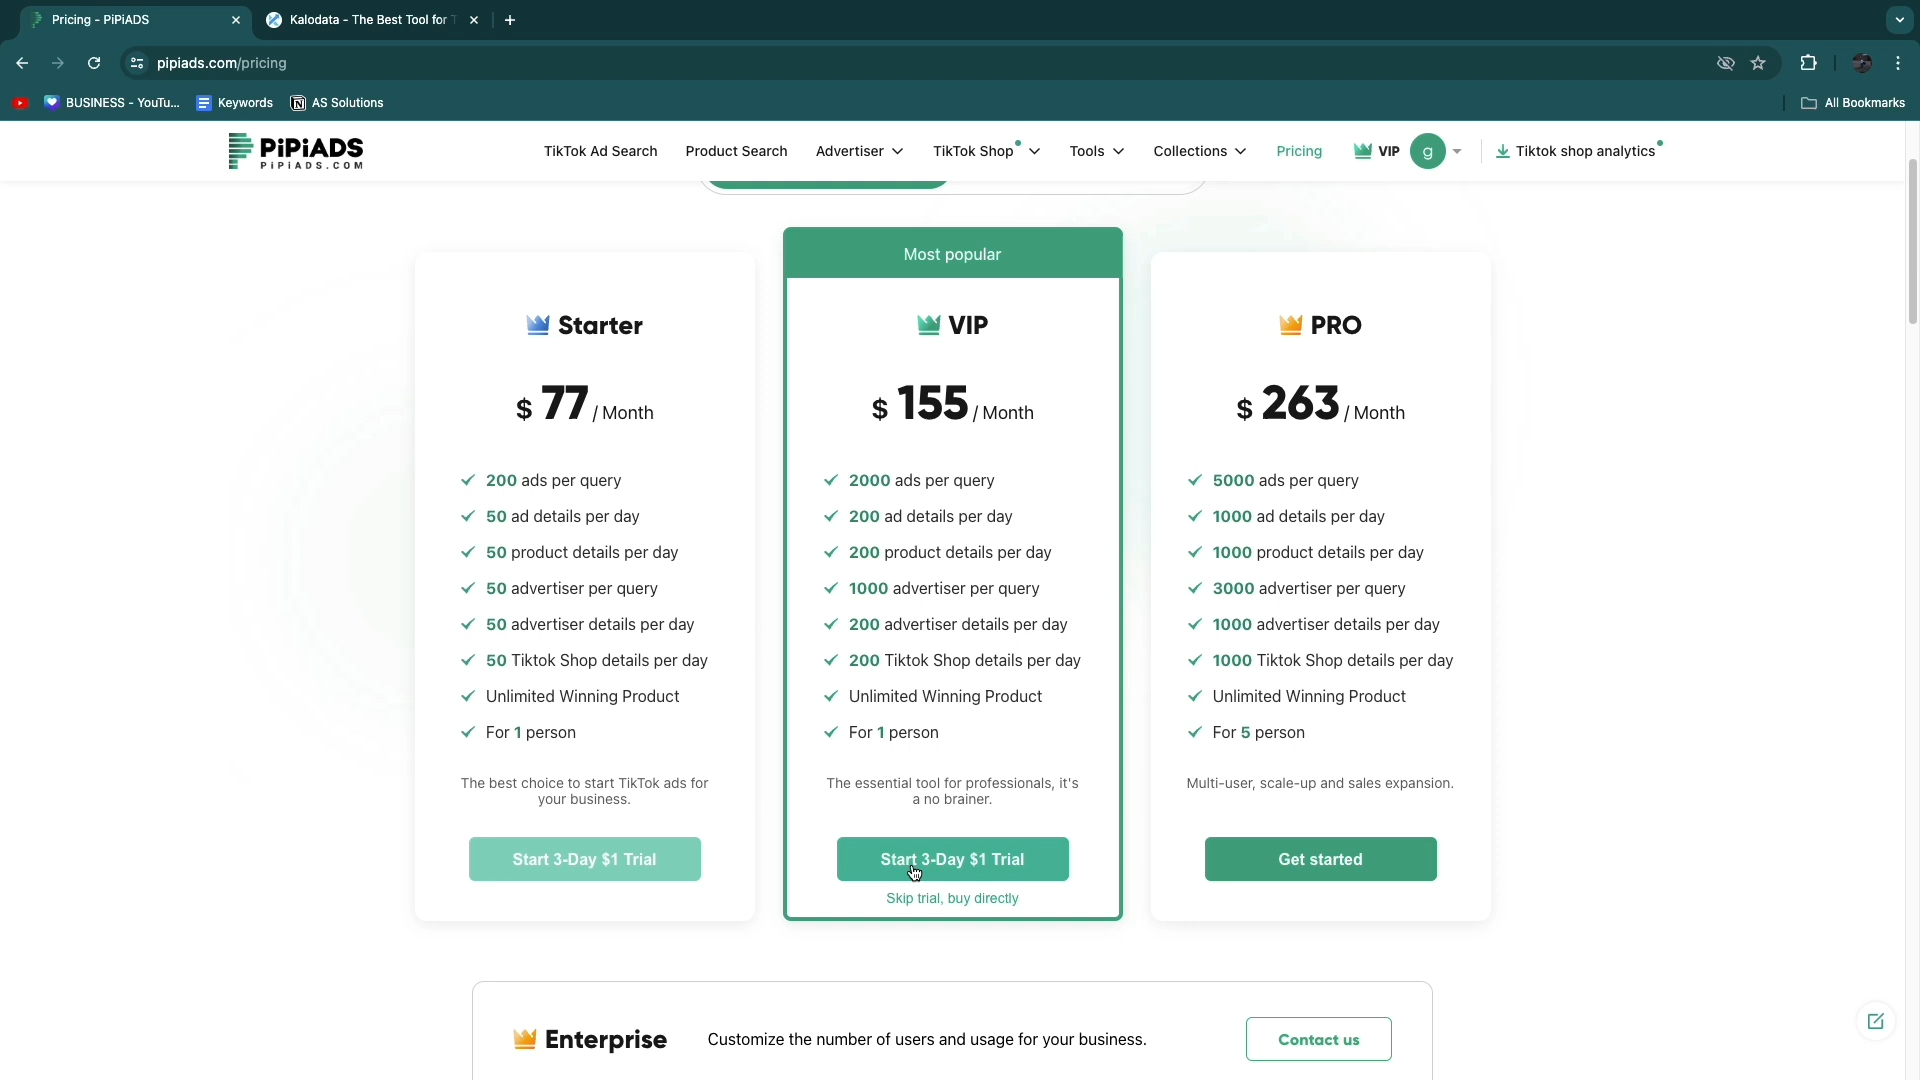 Pricing - PiPiADS
Kalodata - The Best Tool for T
pipiads.com/pricing
BUSINESS - YouTu...
Keywords
AS Solutions
All Bookmarks
PiPiADS
PiPiADS.COM
TikTok Ad Search
Product Search
Advertiser
TikTok Shop
Tools
Collections
Pricing
VIP
g
Tiktok shop analytics
Starter
$ 77 / Month
200 ads per query
50 ad details per day
50 product details per day
50 advertiser per query
50 advertiser details per day
50 Tiktok Shop details per day
Unlimited Winning Product
For 1 person
The best choice to start TikTok ads for
your business.
Start 3-Day $1 Trial
Most popular
VIP
$ 155 / Month
2000 ads per query
200 ad details per day
200 product details per day
1000 advertiser per query
200 advertiser details per day
200 Tiktok Shop details per day
Unlimited Winning Product
For 1 person
The essential tool for professionals, it's
a no brainer.
Start 3-Day $1 Trial
Skip trial, buy directly
PRO
$ 263 / Month
5000 ads per query
1000 ad details per day
1000 product details per day
3000 advertiser per query
1000 advertiser details per day
1000 Tiktok Shop details per day
Unlimited Winning Product
For 5 person
Multi-user, scale-up and sales expansion.
Get started
Enterprise
Customize the number of users and usage for your business.
Contact us